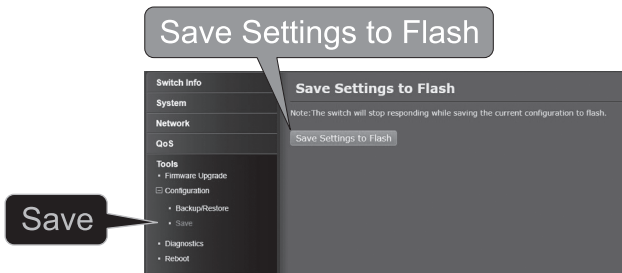 Save Settings to Flash
Switch Info
System
Network
QoS
Tools
• Firmware Upgrade
Configuration
• Backup/Restore
• Save
• Diagnostics
• Reboot
Save Settings to Flash
Note:The switch will stop responding while saving the current configuration to flash.
Save Settings to Flash
Save